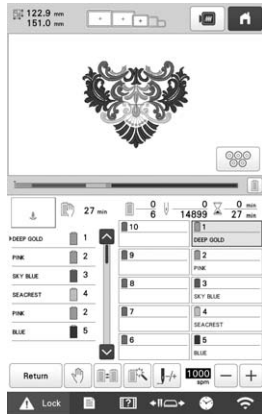 122.9 mm
151.0 mm
27 min
0
6
0
14899
0 min
27 min
DEEP GOLD 1
PINK 2
SKY BLUE 3
SEACREST 4
PINK 2
BLUE 5
10
1
DEEP GOLD
9
2
PINK
8
3
SKY BLUE
7
4
SEACREST
6
5
BLUE
Return
1000
spm
Lock